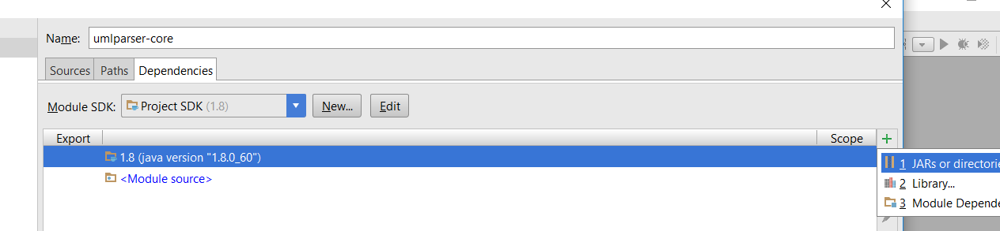 Name: umlparser-core
Sources Paths Dependencies
Module SDK: Project SDK (1.8) New... Edit
Export Scope
1.8 (java version "1.8.0_60")
<Module source>
1 JARs or directorie
2 Library...
3 Module Depende